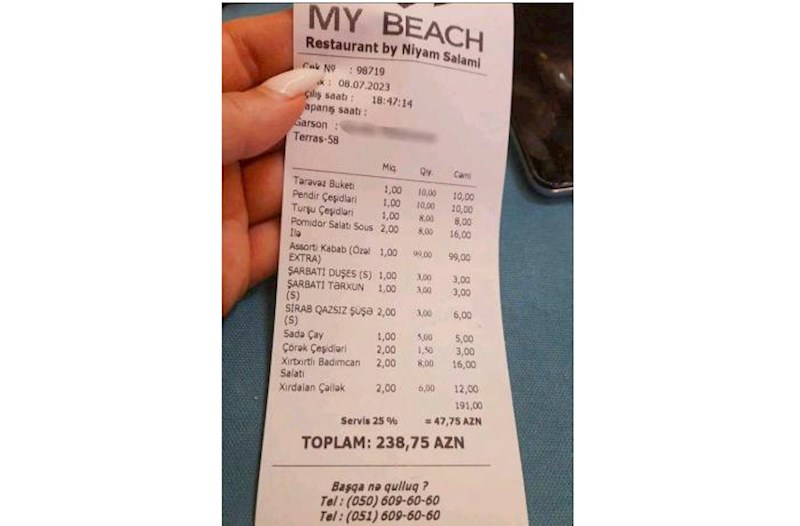 MY BEACH
Restaurant by Niyam Salami
Çek № : 98719
: 08.07.2023
çılış saatı : 18:47:14
apanış saatı :
Garson :
Terras-58
Miq. Qiy. Cəmi
Tərəvəz Buketi 1,00 10,00 10,00
Pendir Çeşidləri 1,00 10,00 10,00
Turşu Çeşidləri 1,00 8,00 8,00
Pomidor Salatı Sous 2,00 8,00 16,00
İlə
Assorti Kabab (Özəl 1,00 99,00 99,00
EXTRA)
ŞƏRBƏTİ DUŞES (S) 1,00 3,00 3,00
ŞƏRBƏTİ TƏRXUN 1,00 3,00 3,00
(S)
SİRAB QAZSIZ ŞÜŞƏ 2,00 3,00 6,00
(S)
Sadə Çay 1,00 5,00 5,00
Çörək Çeşidləri 2,00 1,50 3,00
Xırtxırtlı Badımcan 2,00 8,00 16,00
Salatı
Xırdalan Çəllək 2,00 6,00 12,00
191,00
Servis 25 % = 47,75 AZN
TOPLAM: 238,75 AZN
Başqa nə qulluq ?
Tel : (050) 609-60-60
Tel : (051) 609-60-60